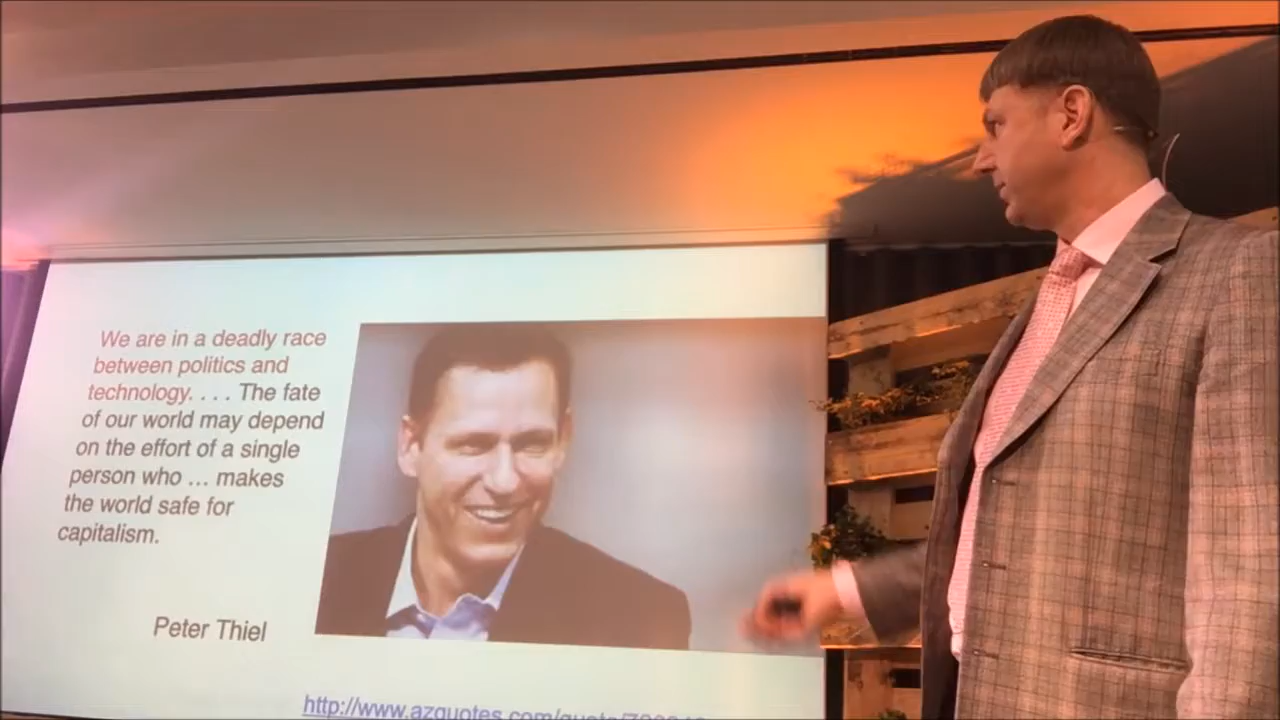 We are in a deadly race
between politics and
technology. . . . The fate
of our world may depend
on the effort of a single
person who ... makes
the world safe for
capitalism.
Peter Thiel
http://www.azquotes.com/quote/